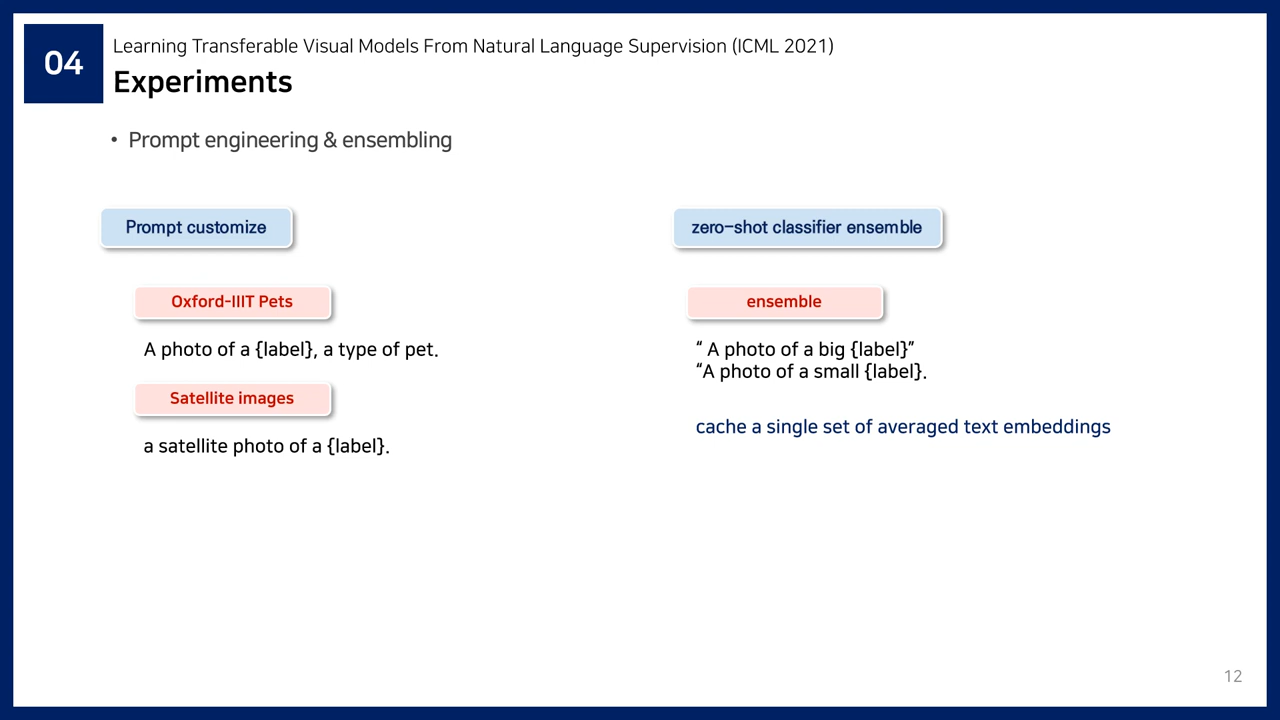 04
Learning Transferable Visual Models From Natural Language Supervision (ICML 2021)
Experiments
• Prompt engineering & ensembling
Prompt customize
Oxford-IIIT Pets
A photo of a {label}, a type of pet.
Satellite images
a satellite photo of a {label}.
zero-shot classifier ensemble
ensemble
“ A photo of a big {label}”
“A photo of a small {label}.
cache a single set of averaged text embeddings
12